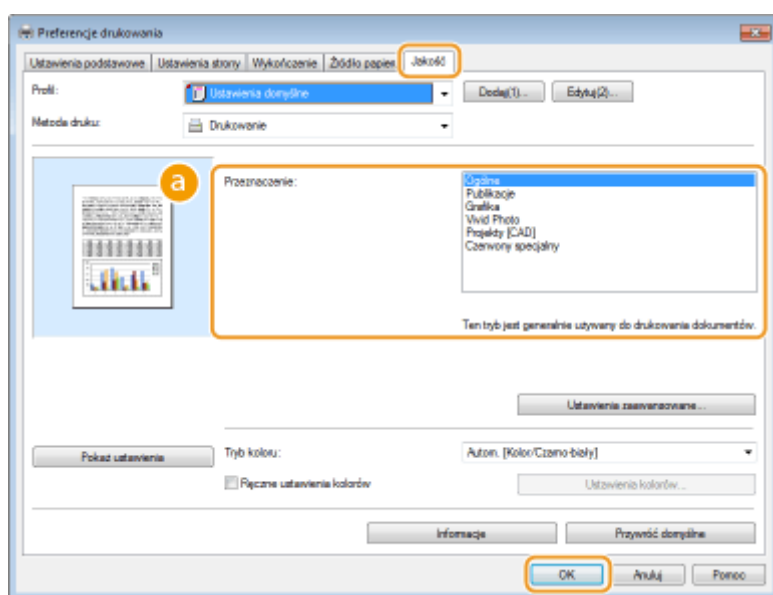 Preferencje drukowania
Ustawienia podstawowe Ustawienia strony Wykończenie Źródło papieru Jakość
Profil: Ustawienia domyślne Dodaj(1)... Edytuj(2)...
Metoda druku: Drukowanie
a
Przeznaczenie:
Ogólne
Publikacje
Grafika
Vivid Photo
Projekty [CAD]
Czerwony specjalny
Ten tryb jest generalnie używany do drukowania dokumentów.
Ustawienia zaawansowane...
Pokaż ustawienia
Tryb koloru: Autom. [Kolor/Czarno-biały]
Ręczne ustawienia kolorów Ustawienia kolorów...
Informacje Przywróć domyślne
OK Anuluj Pomoc